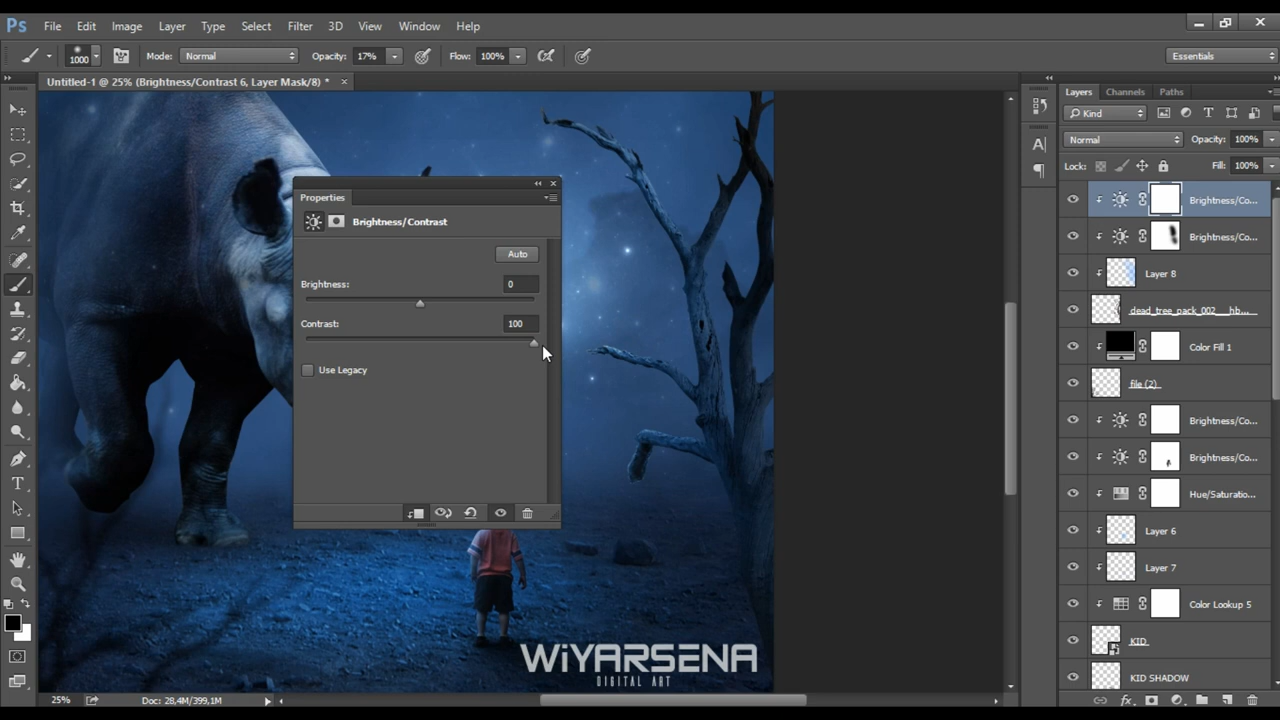 Ps File Edit Image Layer Type Select Filter 3D View Window Help
1000 Mode: Normal Opacity: 17% Flow: 100% Essentials
Untitled-1 @ 25% (Brightness/Contrast 6, Layer Mask/8) *
Properties
Brightness/Contrast
Auto
Brightness: 0
Contrast: 100
Use Legacy
WiYARSENA
DIGITAL ART
Layers Channels Paths
Kind
Normal Opacity: 100%
Lock: Fill: 100%
Brightness/Co...
Brightness/Co...
Layer 8
dead_tree_pack_002__hb...
Color Fill 1
file (2)
Brightness/Co...
Brightness/Co...
Hue/Saturatio...
Layer 6
Layer 7
Color Lookup 5
KID
KID SHADOW
25% Doc: 28,4M/399,1M